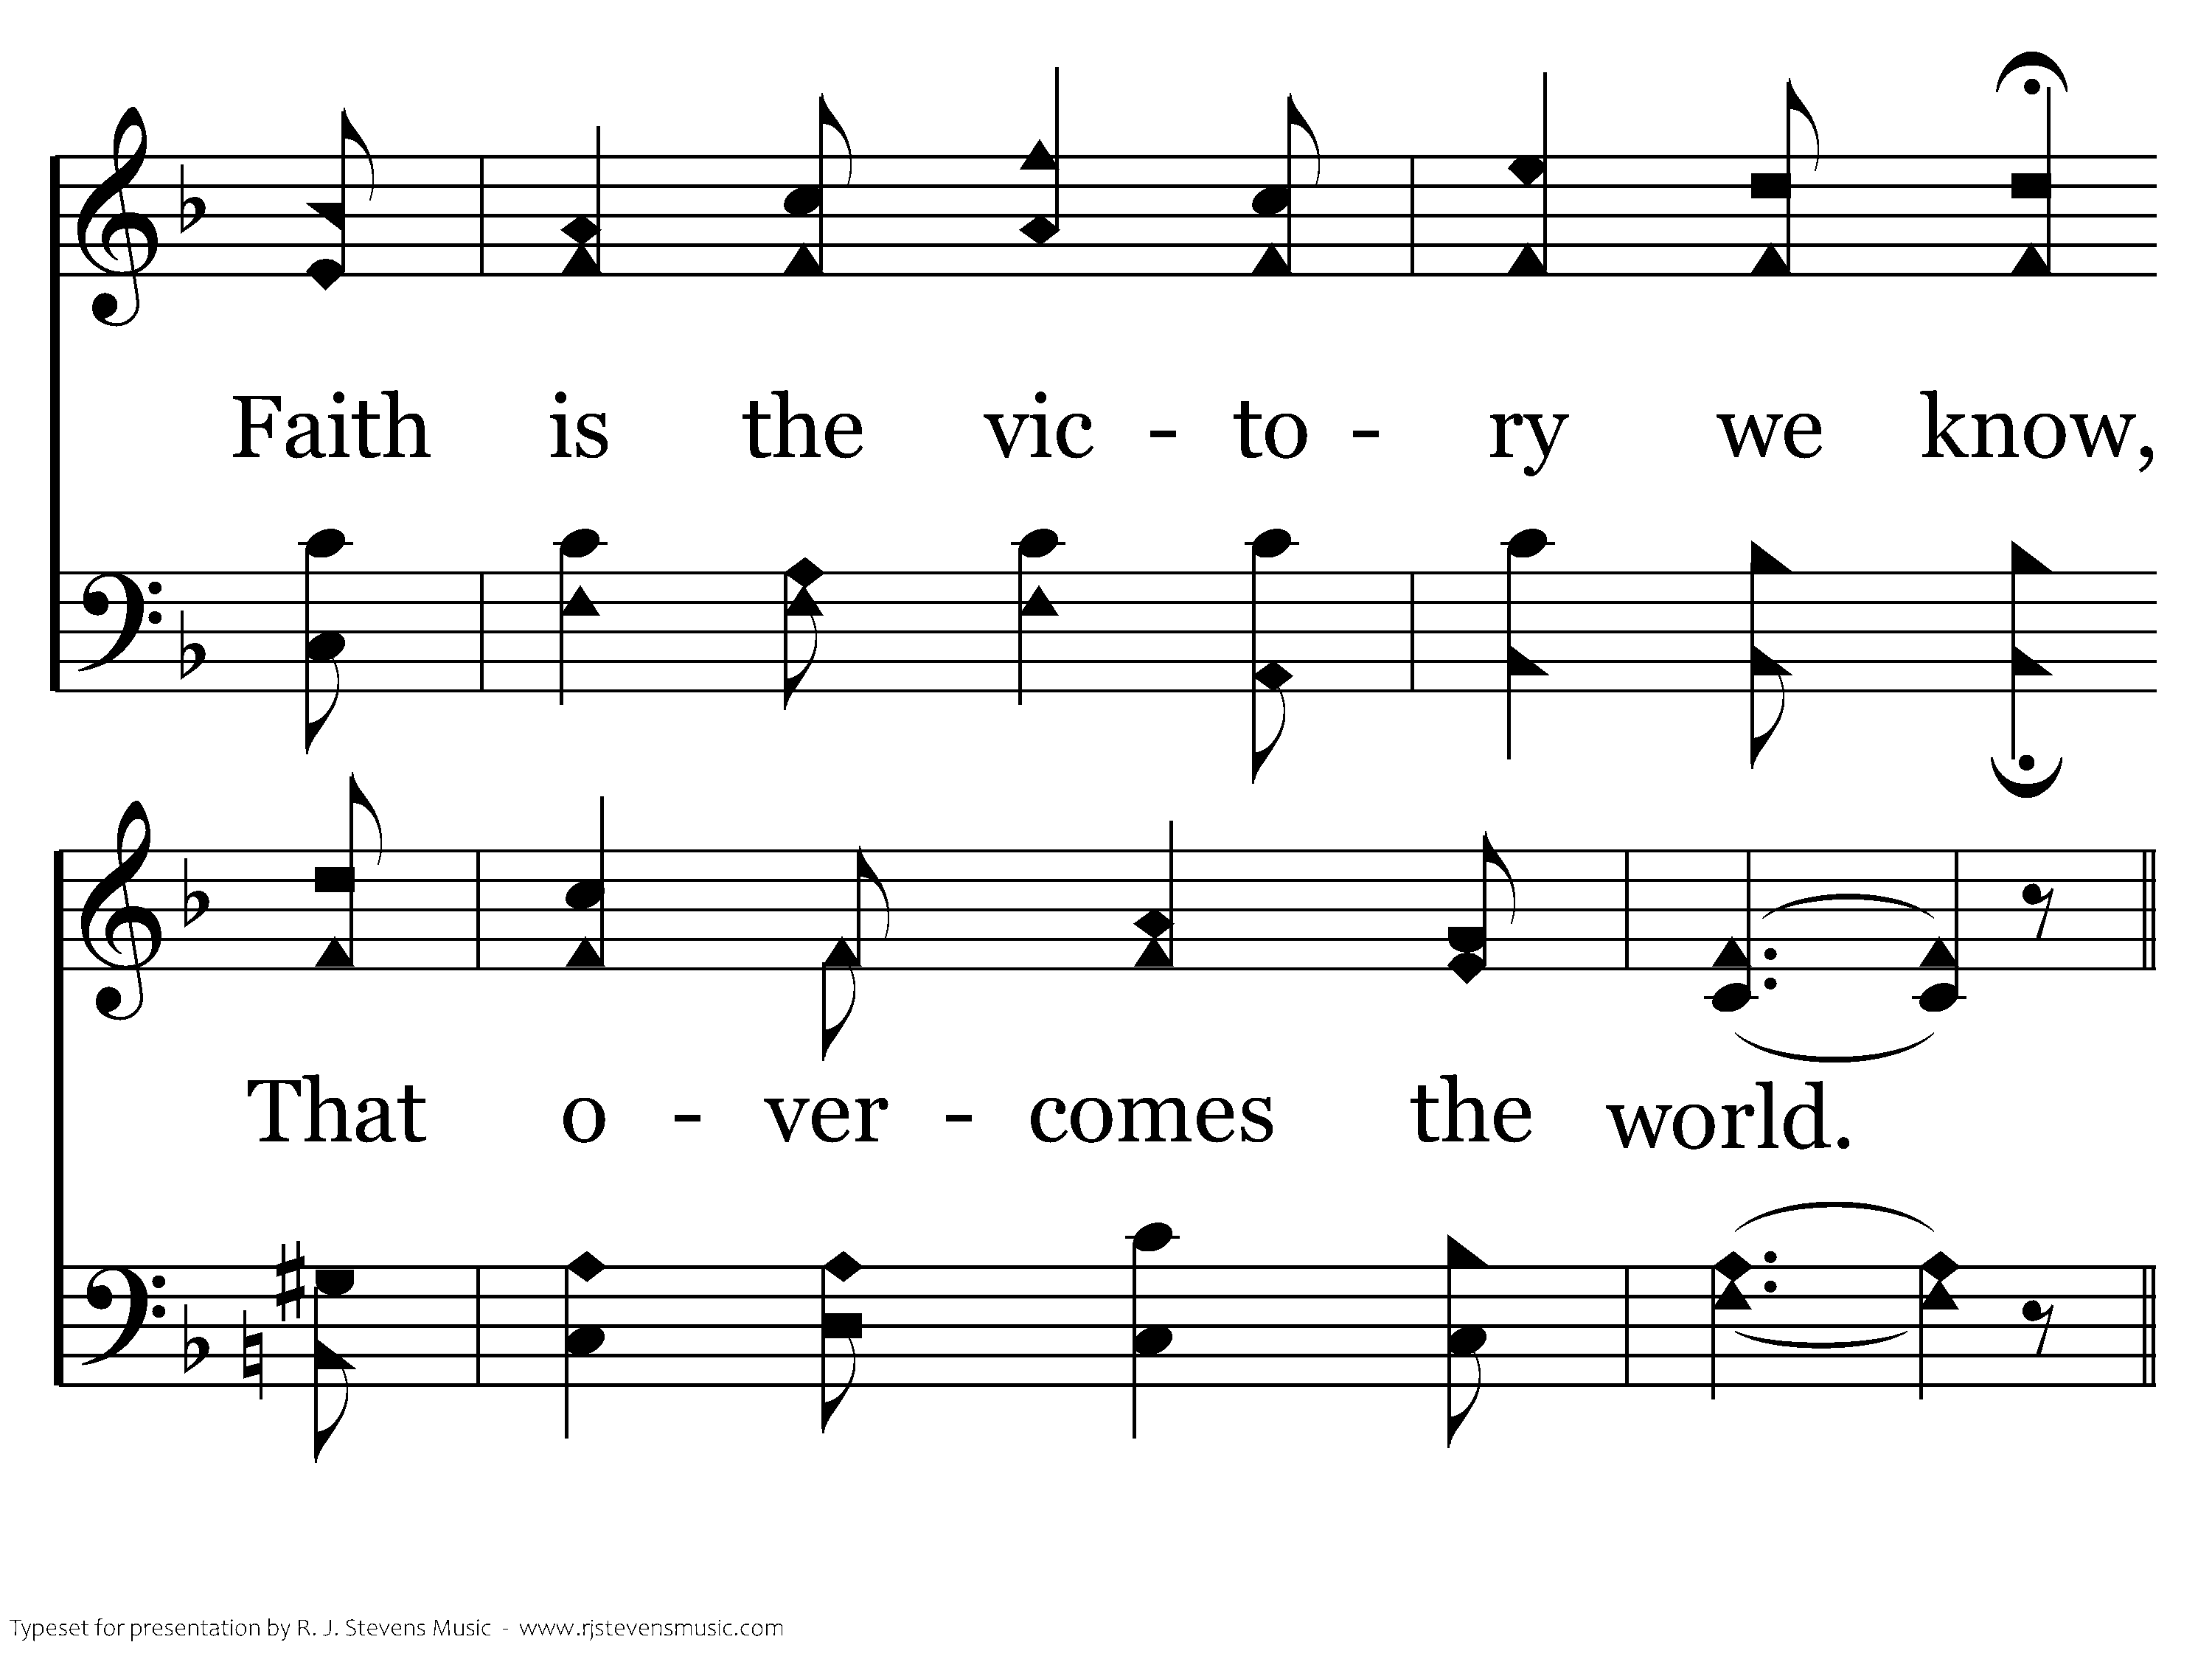 Faith is the vic - to - ry we know,
That o - ver - comes the world.
Typeset for presentation by R. J. Stevens Music - www.rjstevensmusic.com